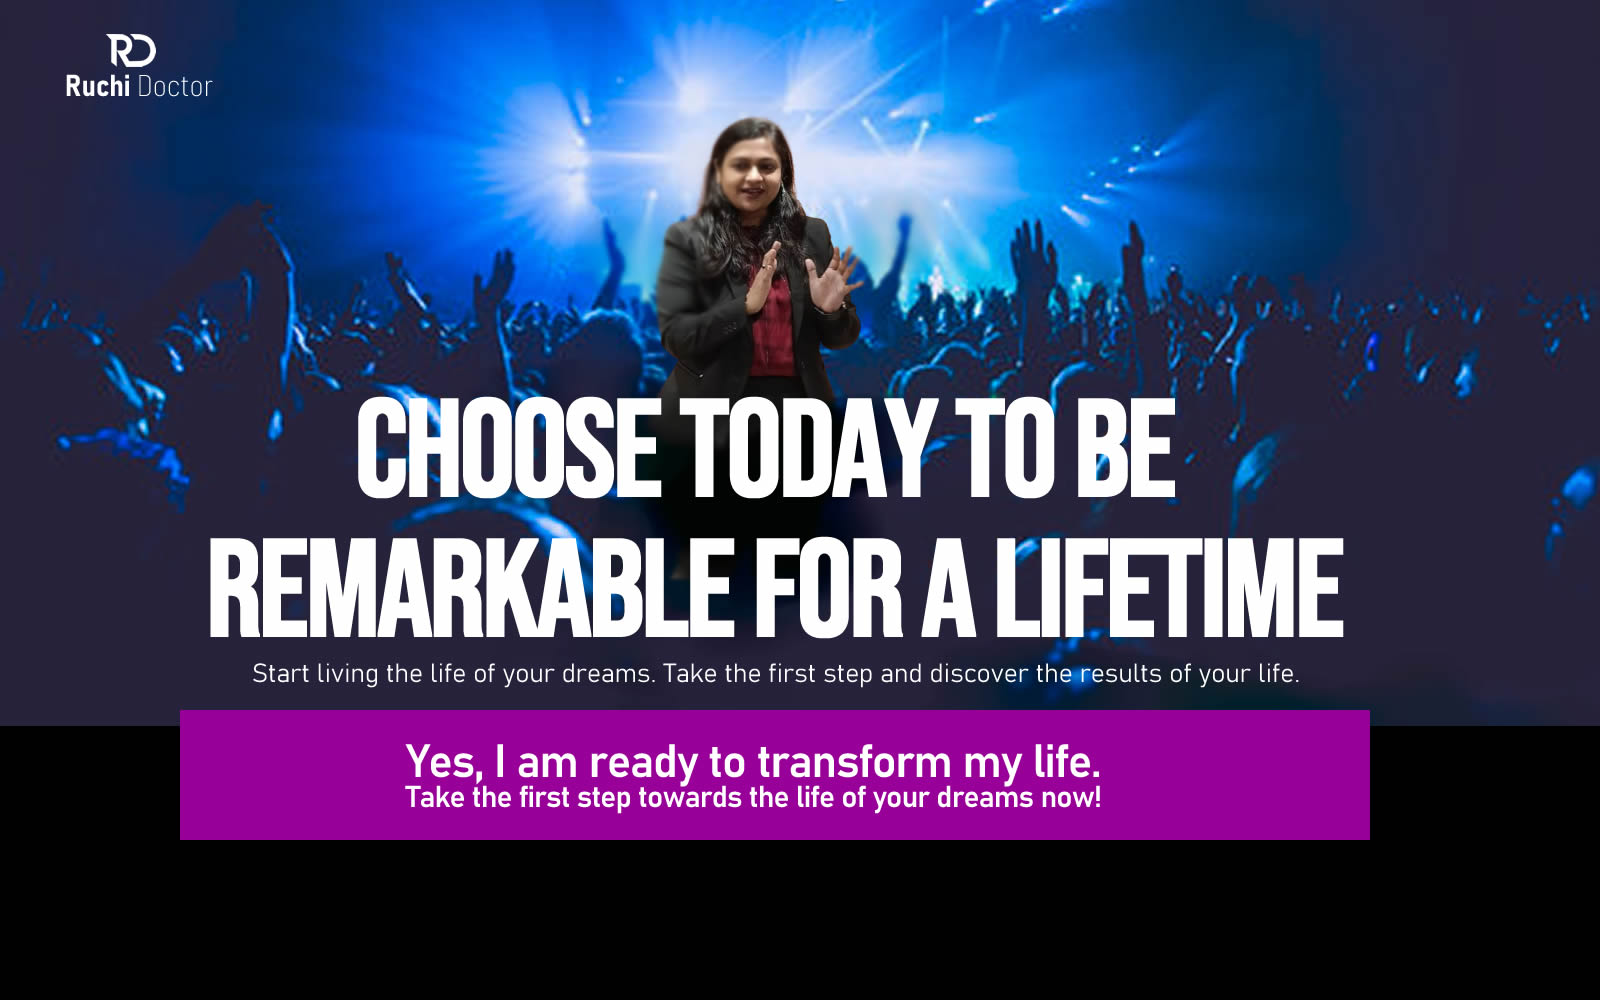 RD
Ruchi Doctor
CHOOSE TODAY TO BE
REMARKABLE FOR A LIFETIME
Start living the life of your dreams. Take the first step and discover the results of your life.
Yes, I am ready to transform my life.
Take the first step towards the life of your dreams now!